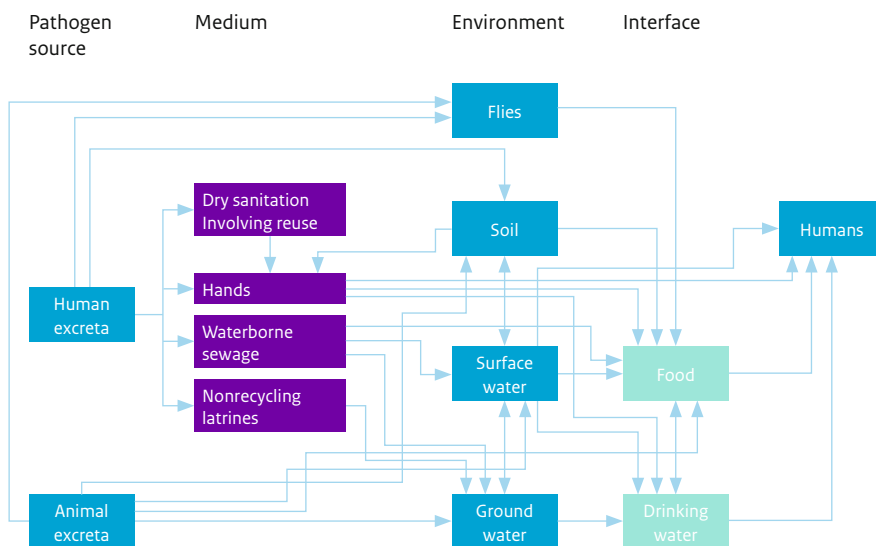 Pathogen
source
Medium
Environment
Interface
Flies
Dry sanitation
Involving reuse
Soil
Humans
Hands
Human
excreta
Waterborne
sewage
Surface
water
Food
Nonrecycling
latrines
Animal
excreta
Ground
water
Drinking
water